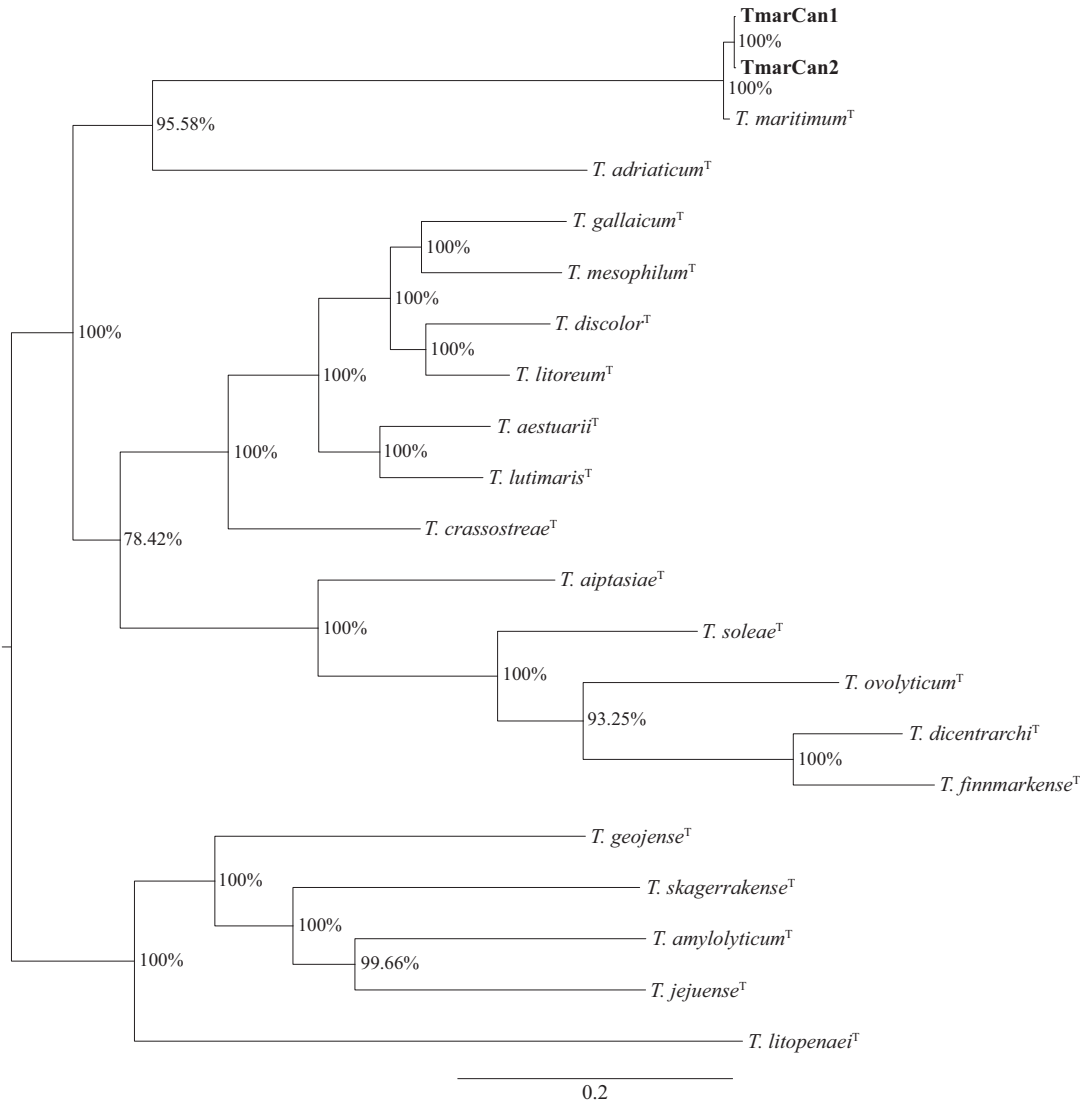 TmarCan1
100%
TmarCan2
100%
T. maritimumᵀ
95.58%
T. adriaticumᵀ
T. gallaicumᵀ
100%
T. mesophilumᵀ
100%
T. discolorᵀ
100%
100%
T. litoreumᵀ
100%
T. aestuariiᵀ
100%
100%
T. lutimarisᵀ
T. crassostreaeᵀ
78.42%
T. aiptasiaeᵀ
100%
T. soleaeᵀ
100%
T. ovolyticumᵀ
93.25%
T. dicentrarchiᵀ
100%
T. finnmarkenseᵀ
T. geojenseᵀ
100%
T. skagerrakenseᵀ
100%
T. amylolyticumᵀ
100%
99.66%
T. jejuenseᵀ
T. litopenaeiᵀ
0.2